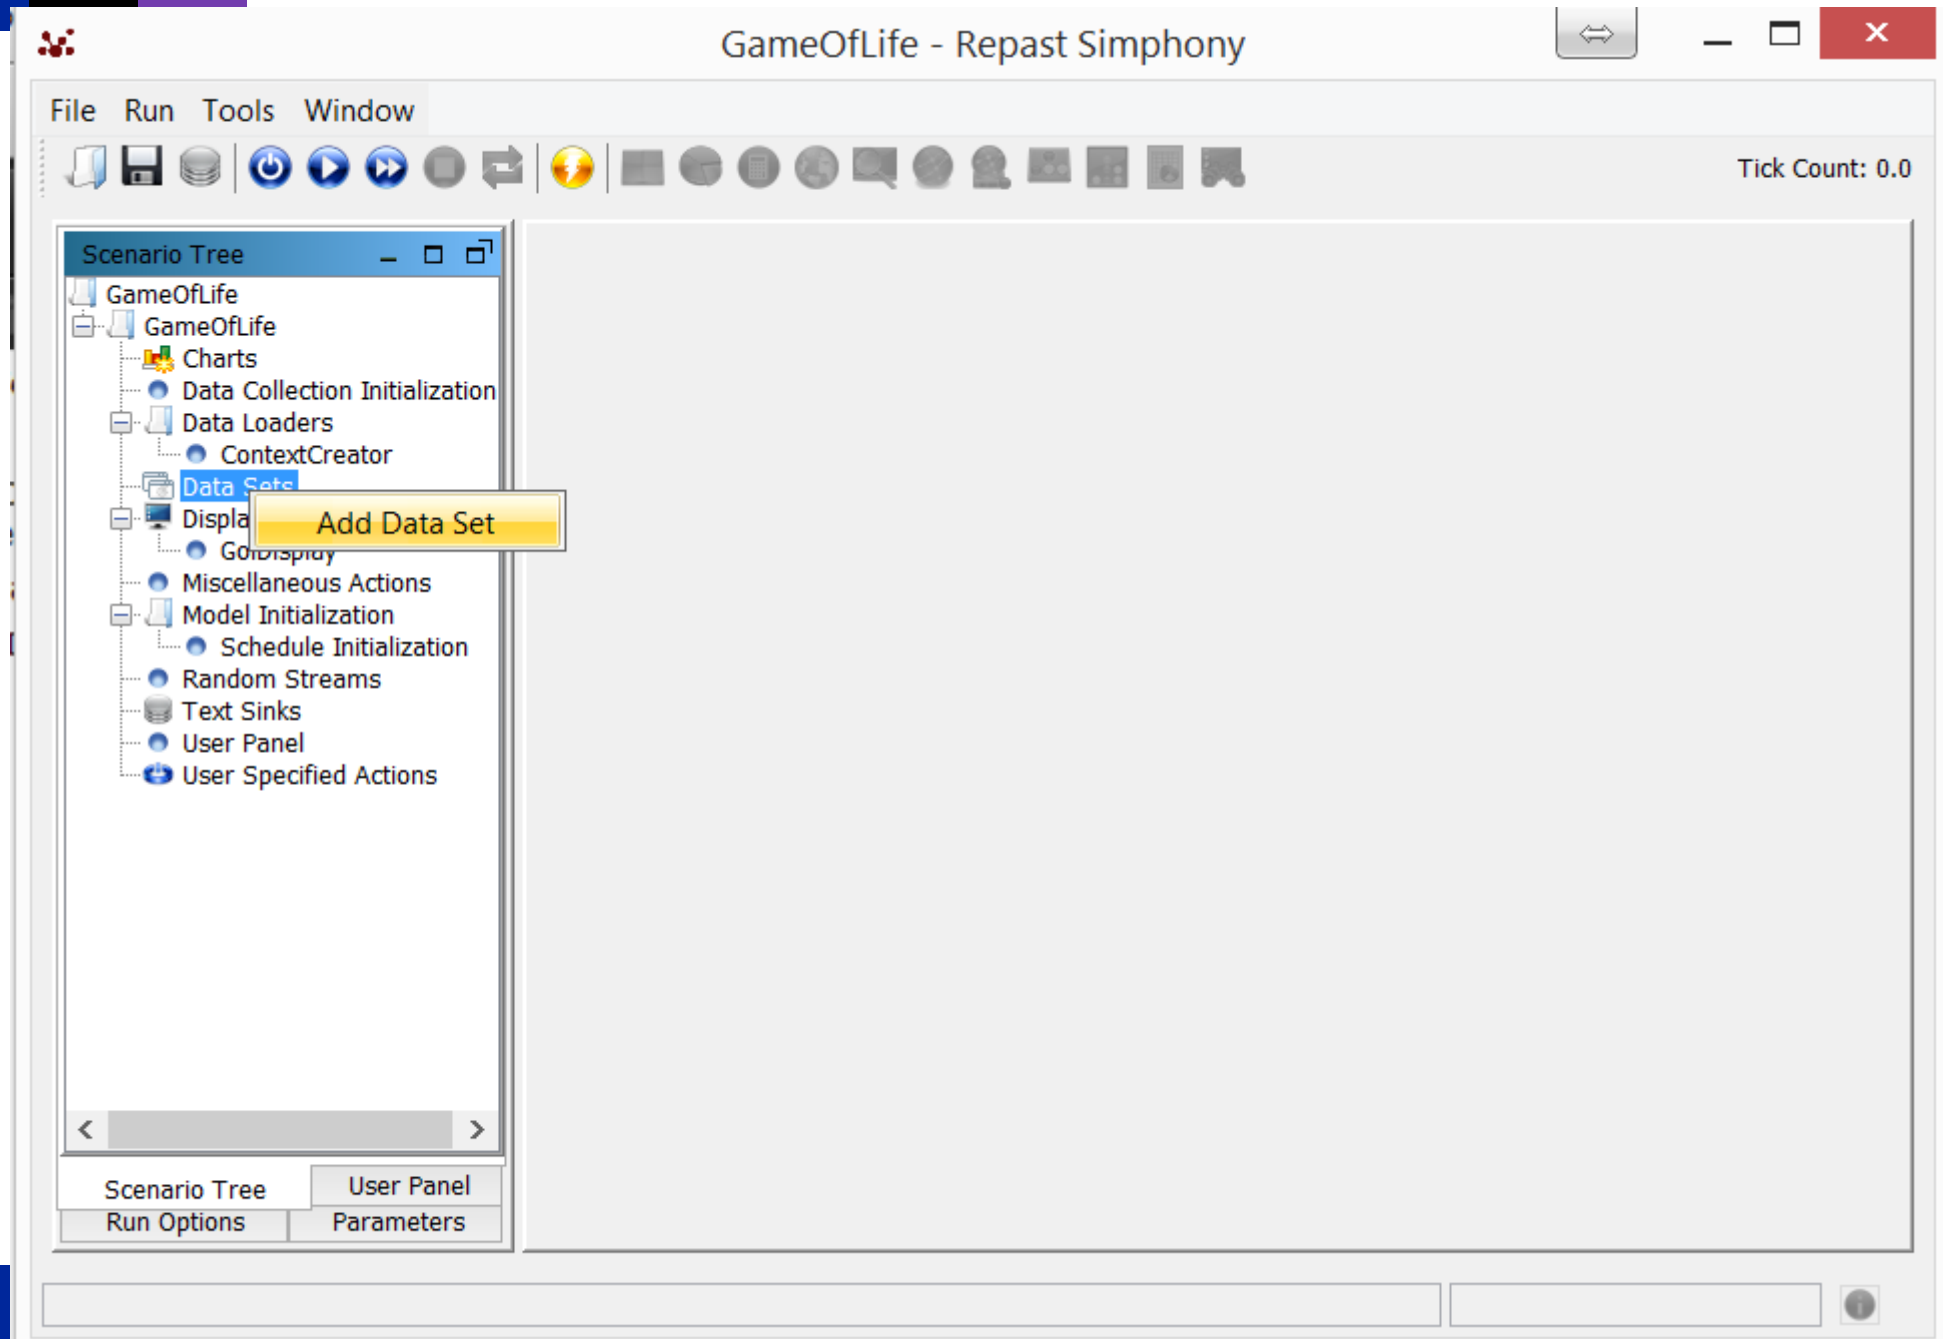 GameOfLife - Repast Simphony
File Run Tools Window
Tick Count: 0.0
Scenario Tree
GameOfLife
GameOfLife
Charts
Data Collection Initialization
Data Loaders
ContextCreator
Data Sets
Add Data Set
Displa
GolDisplay
Miscellaneous Actions
Model Initialization
Schedule Initialization
Random Streams
Text Sinks
User Panel
User Specified Actions
Scenario Tree User Panel
Run Options Parameters